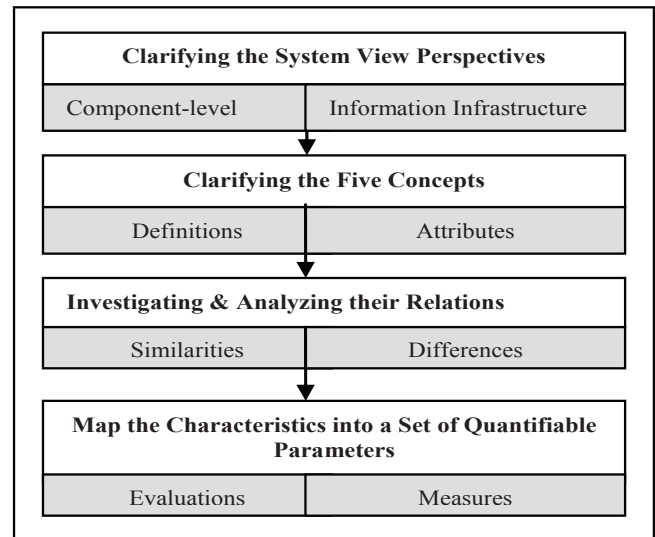 Clarifying the System View Perspectives
Component-level
Information Infrastructure
Clarifying the Five Concepts
Definitions
Attributes
Investigating & Analyzing their Relations
Similarities
Differences
Map the Characteristics into a Set of Quantifiable
Parameters
Evaluations
Measures